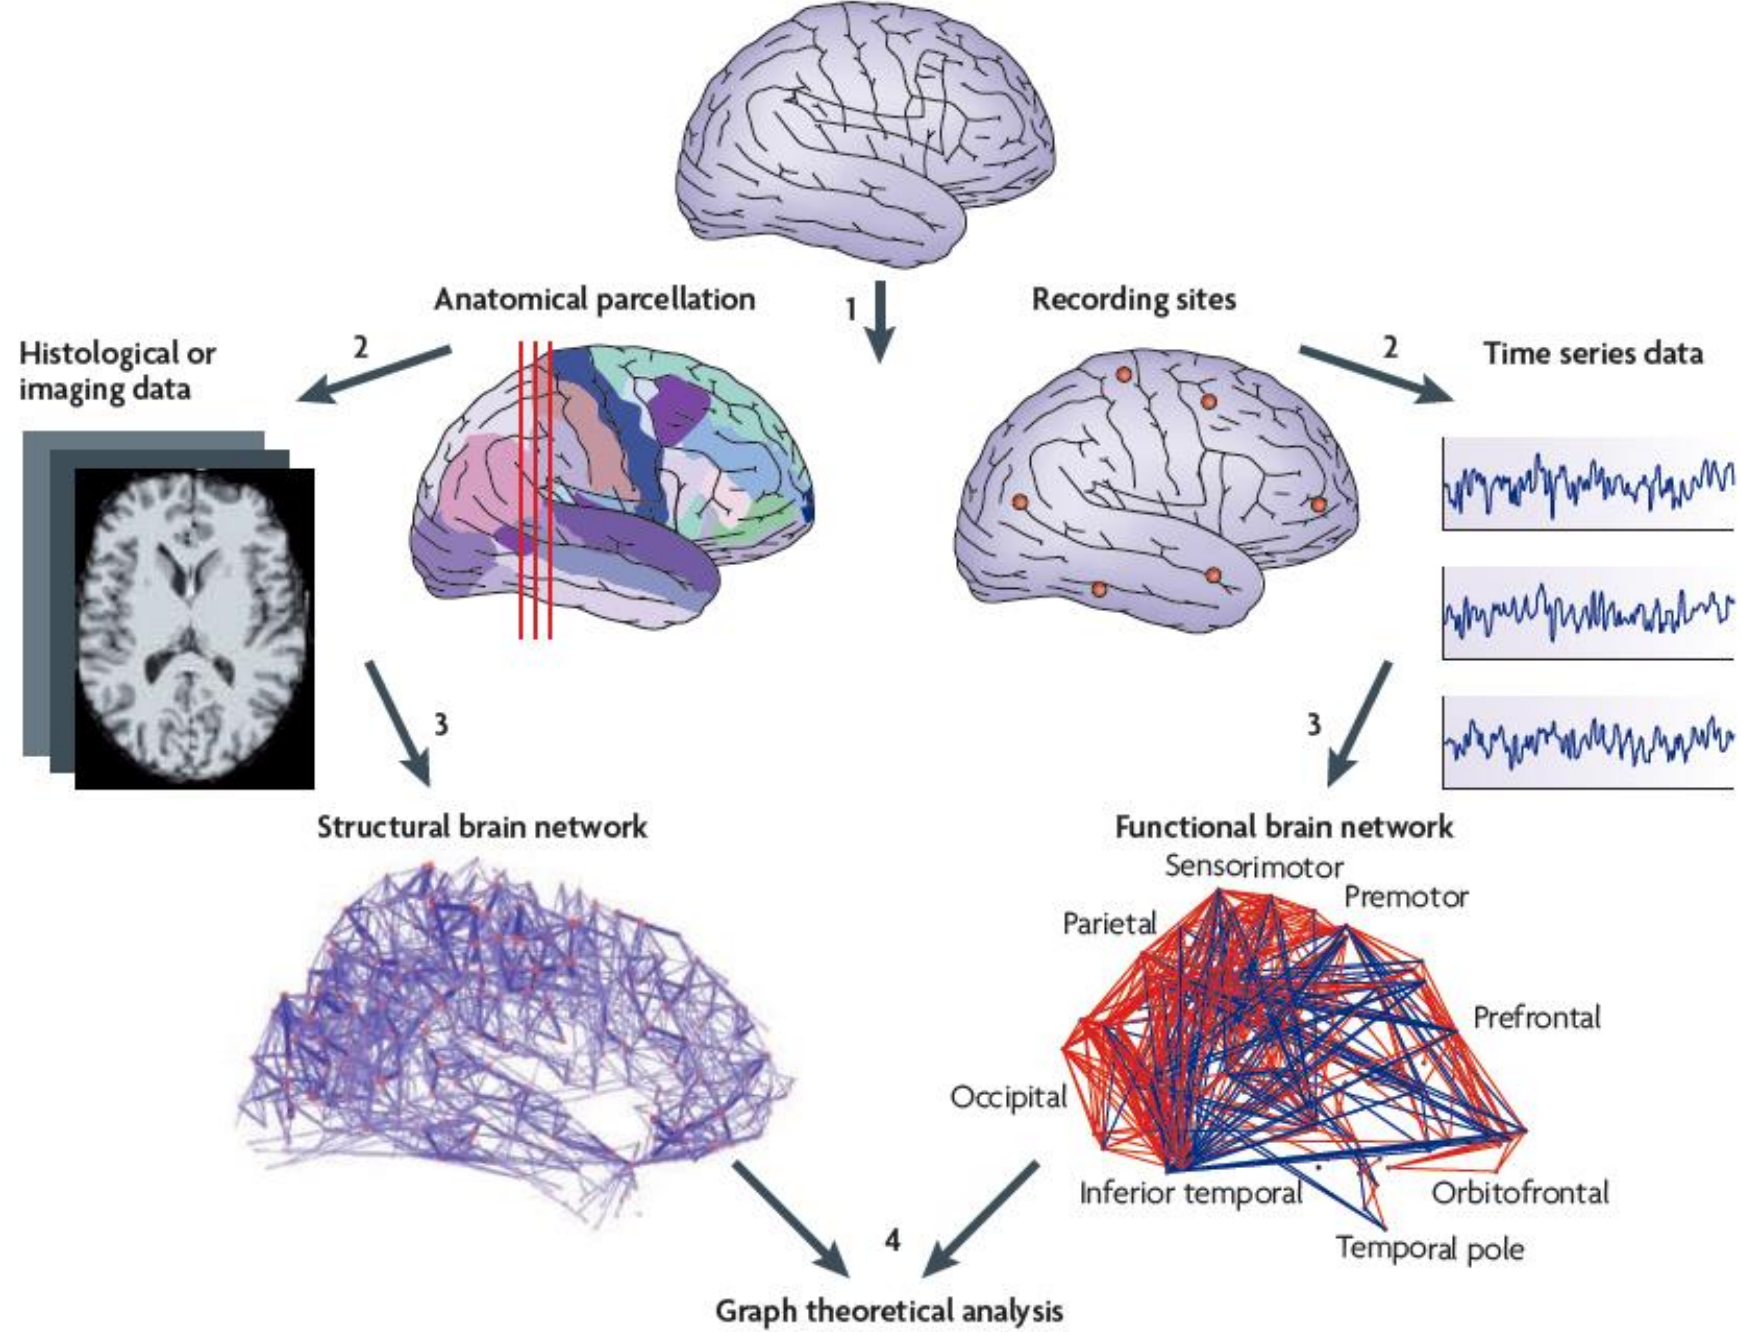 Anatomical parcellation
1
Recording sites
2
Histological or
imaging data
2
Time series data
3
3
Structural brain network
Functional brain network
Sensorimotor
Premotor
Parietal
Prefrontal
Occipital
Inferior temporal
Orbitofrontal
Temporal pole
4
Graph theoretical analysis